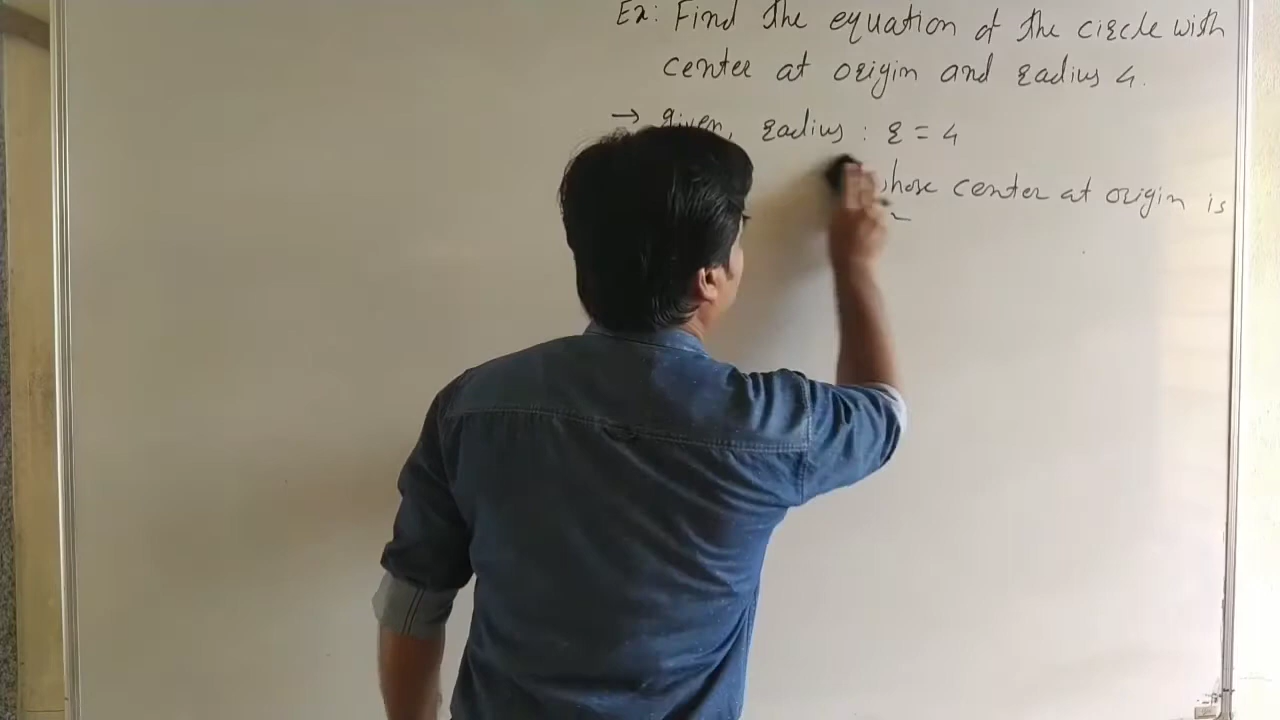 Ex: Find the equation of the circle with
center at origin and radius 4.
→ given, radius : r = 4
whose center at origin is